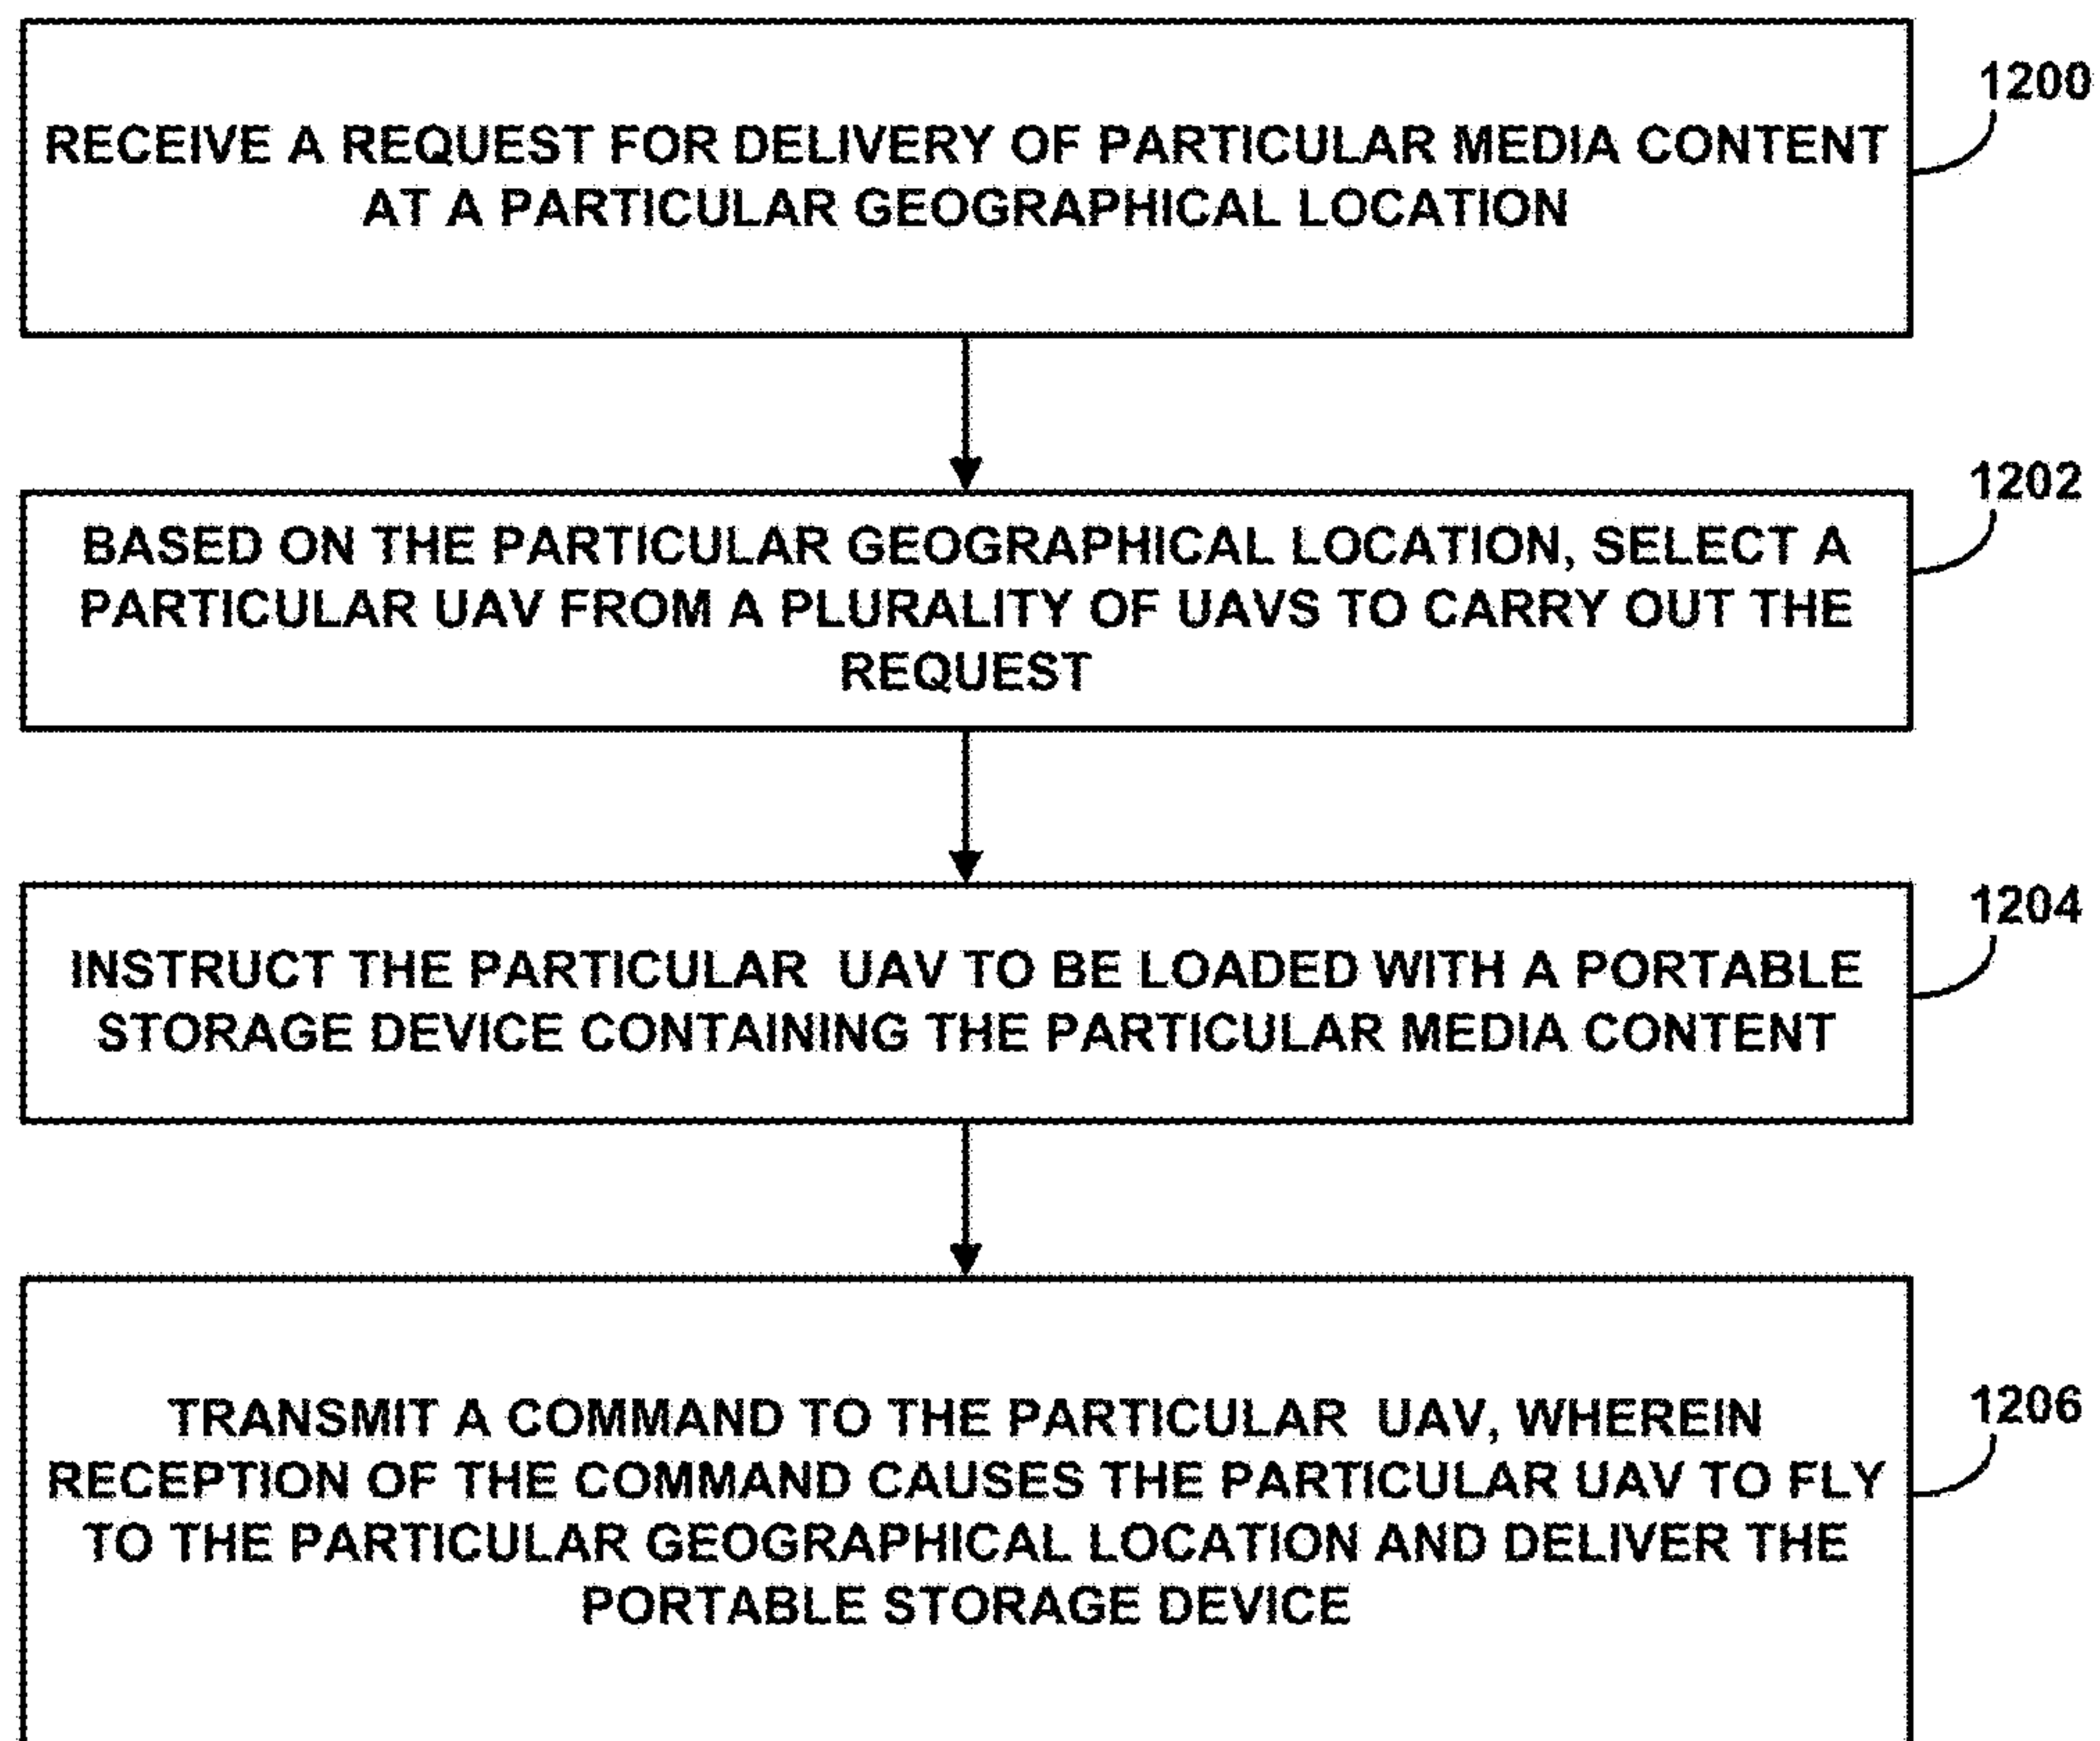 1200
RECEIVE A REQUEST FOR DELIVERY OF PARTICULAR MEDIA CONTENT
AT A PARTICULAR GEOGRAPHICAL LOCATION
1202
BASED ON THE PARTICULAR GEOGRAPHICAL LOCATION, SELECT A
PARTICULAR UAV FROM A PLURALITY OF UAVS TO CARRY OUT THE
REQUEST
1204
INSTRUCT THE PARTICULAR UAV TO BE LOADED WITH A PORTABLE
STORAGE DEVICE CONTAINING THE PARTICULAR MEDIA CONTENT
1206
TRANSMIT A COMMAND TO THE PARTICULAR UAV, WHEREIN
RECEPTION OF THE COMMAND CAUSES THE PARTICULAR UAV TO FLY
TO THE PARTICULAR GEOGRAPHICAL LOCATION AND DELIVER THE
PORTABLE STORAGE DEVICE